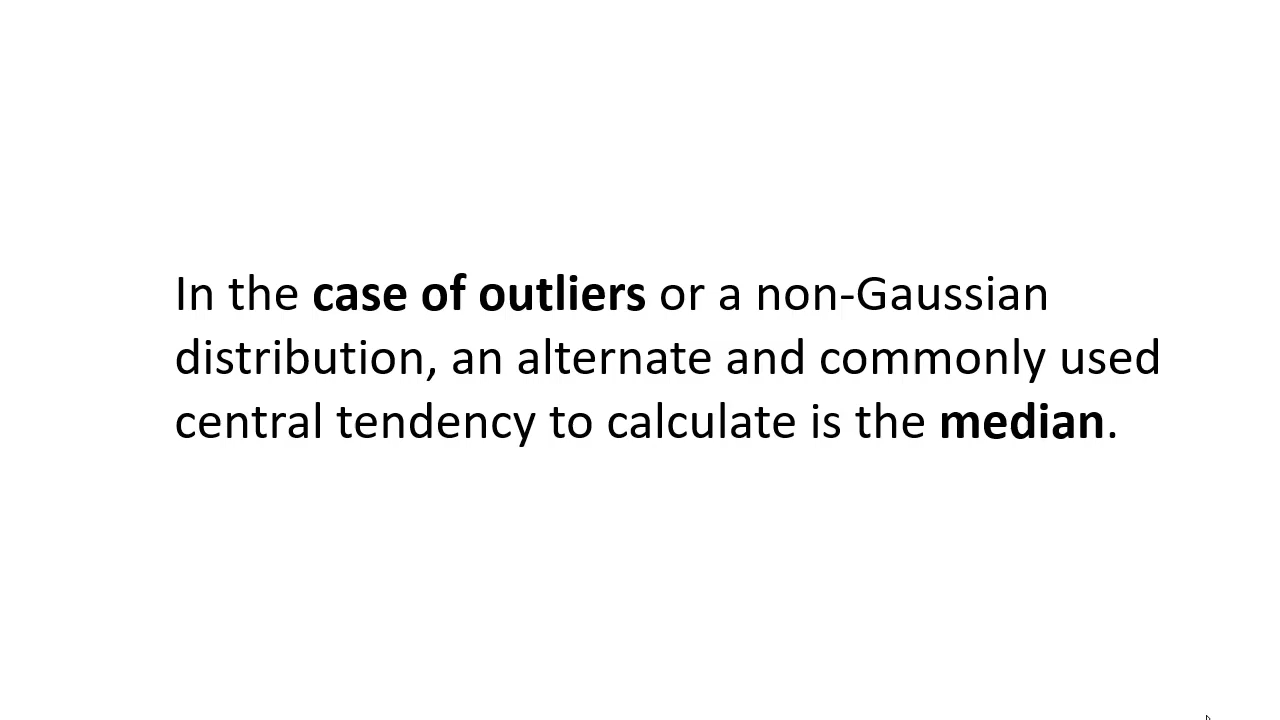 In the case of outliers or a non-Gaussian
distribution, an alternate and commonly used
central tendency to calculate is the median.